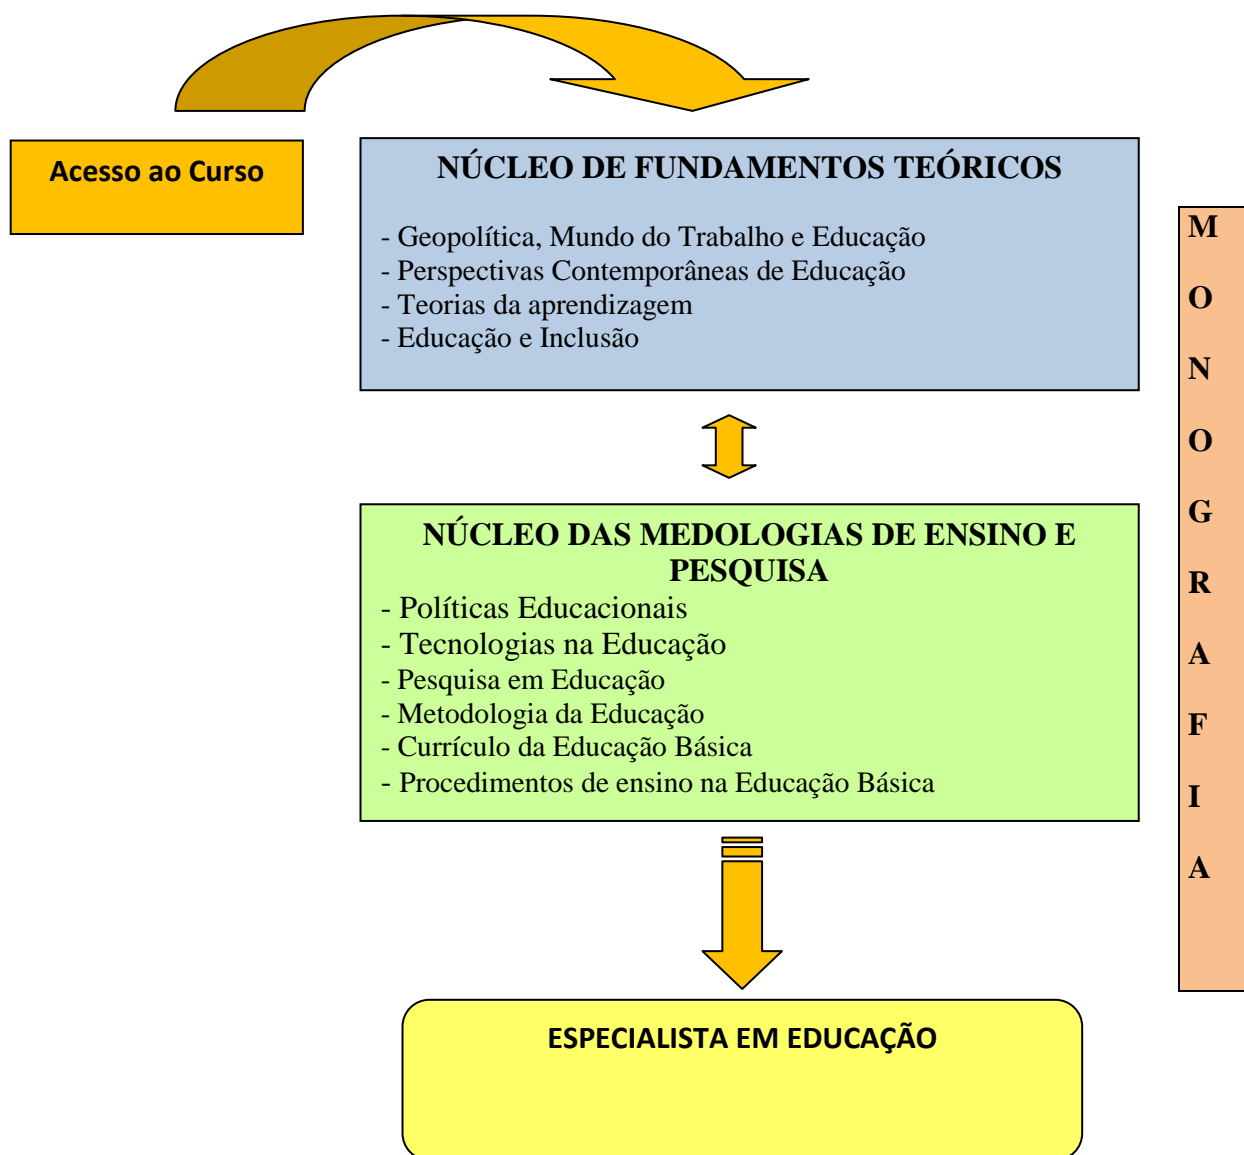 Acesso ao Curso
NÚCLEO DE FUNDAMENTOS TEÓRICOS
- Geopolítica, Mundo do Trabalho e Educação
- Perspectivas Contemporâneas de Educação
- Teorias da aprendizagem
- Educação e Inclusão
NÚCLEO DAS MEDOLOGIAS DE ENSINO E
PESQUISA
- Políticas Educacionais
- Tecnologias na Educação
- Pesquisa em Educação
- Metodologia da Educação
- Currículo da Educação Básica
- Procedimentos de ensino na Educação Básica
ESPECIALISTA EM EDUCAÇÃO
M
O
N
O
G
R
A
F
I
A